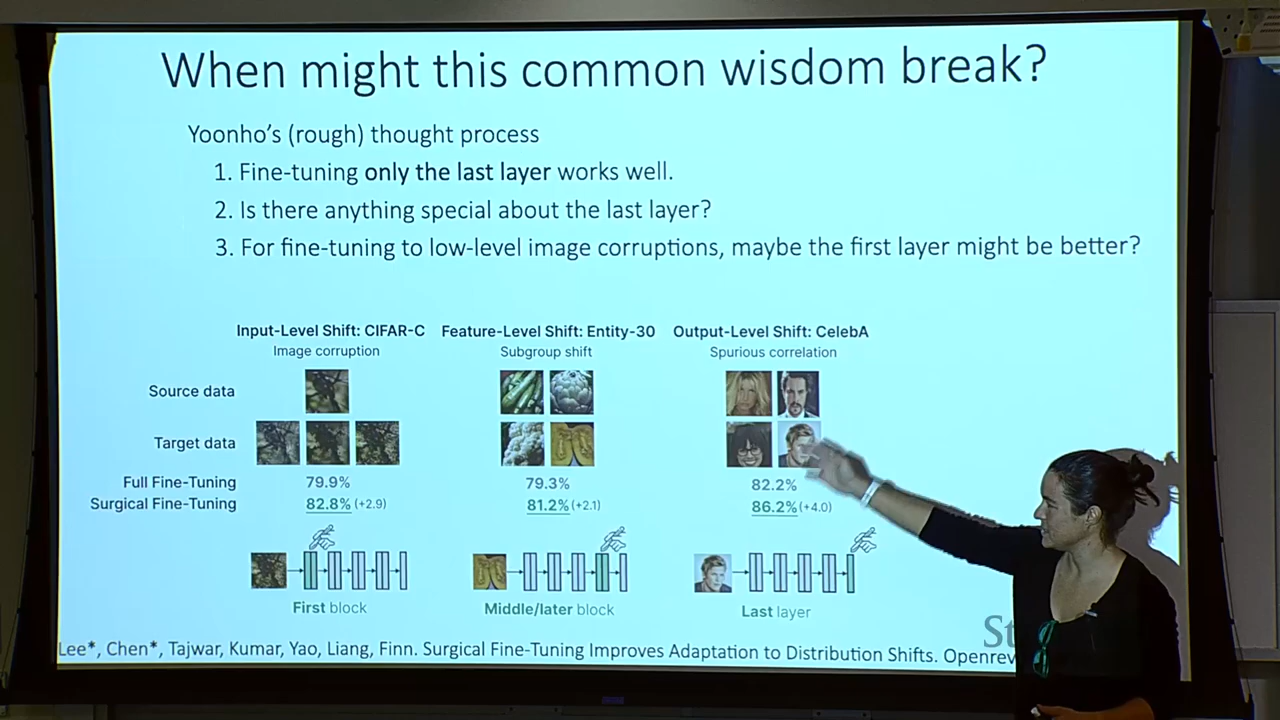 When might this common wisdom break?
Yoonho's (rough) thought process
1. Fine-tuning only the last layer works well.
2. Is there anything special about the last layer?
3. For fine-tuning to low-level image corruptions, maybe the first layer might be better?
Input-Level Shift: CIFAR-C Feature-Level Shift: Entity-30 Output-Level Shift: CelebA
Image corruption Subgroup shift Spurious correlation
Source data
Target data
Full Fine-Tuning 79.9% 79.3% 82.2%
Surgical Fine-Tuning 82.8% (+2.9) 81.2% (+2.1) 86.2% (+4.0)
First block Middle/later block Last layer
Lee*, Chen*, Tajwar, Kumar, Yao, Liang, Finn. Surgical Fine-Tuning Improves Adaptation to Distribution Shifts.